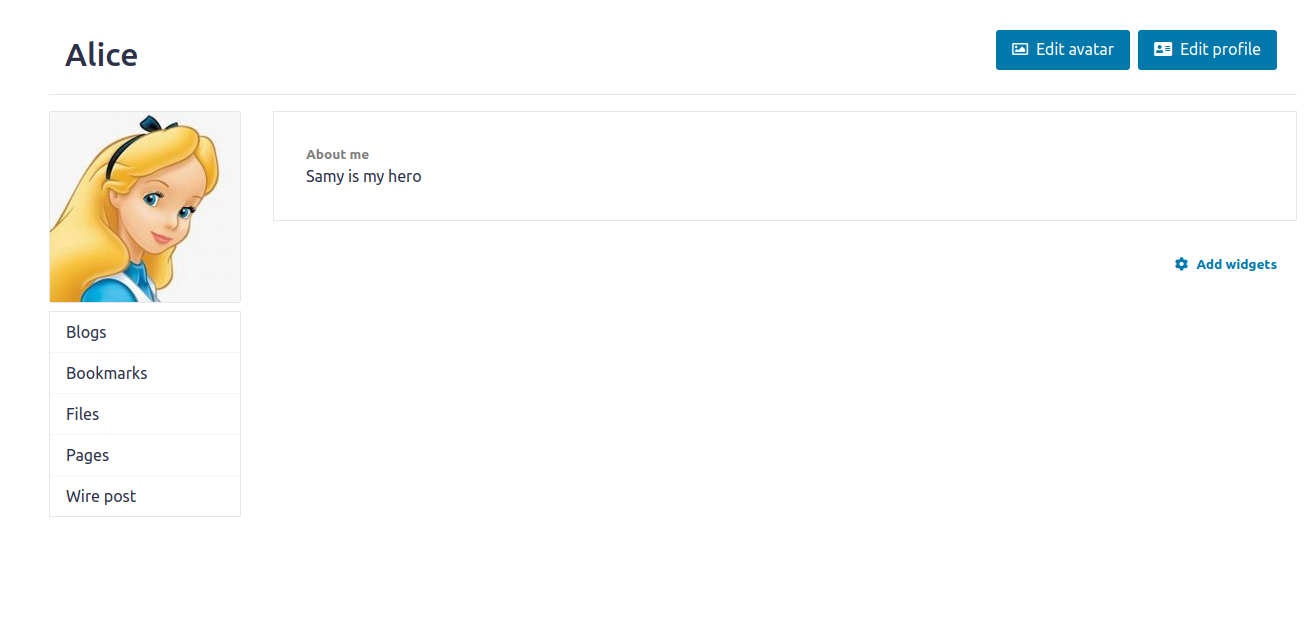 Alice
Edit avatar
Edit profile
About me
Samy is my hero
Add widgets
Blogs
Bookmarks
Files
Pages
Wire post